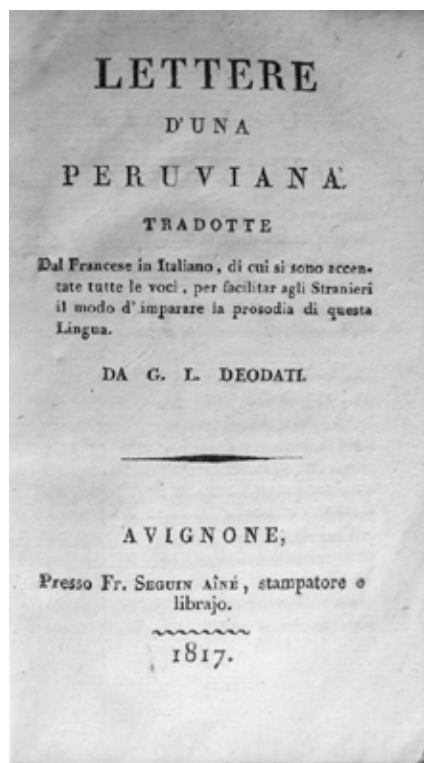 LETTERE
D'UNA
PERUVIANA.
TRADOTTE
Dal Francese in Italiano, di cui si sono accen-
tate tutte le voci, per facilitar agli Stranieri
il modo d'imparare la prosodia di questa
Lingua.
DA G. L. DEODATI.
AVIGNONE,
Presso Fr. Seguin aîné, stampatore e
librajo.
1817.